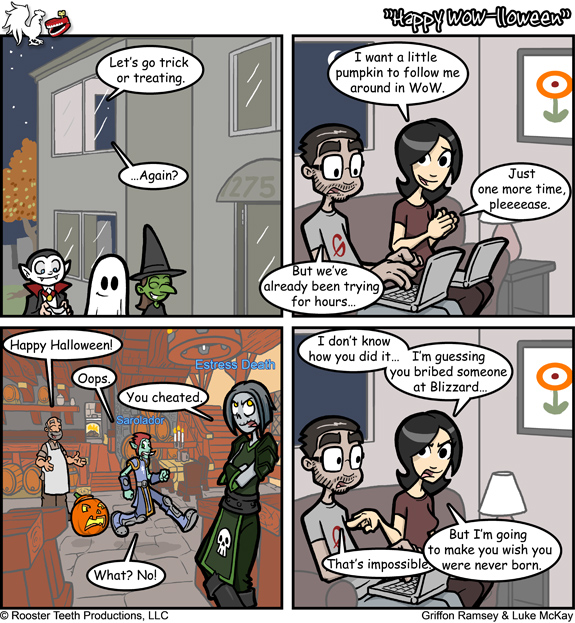 "Happy WoW-lloween"
Let's go trick
or treating.
...Again?
275
I want a little
pumpkin to follow me
around in WoW.
Just
one more time,
pleeeease.
But we've
already been trying
for hours...
Happy Halloween!
Oops.
Estress Death
You cheated.
Sarolador
What? No!
I don't know
how you did it...
I'm guessing
you bribed someone
at Blizzard...
That's impossible.
But I'm going
to make you wish you
were never born.
© Rooster Teeth Productions, LLC
Griffon Ramsey & Luke McKay